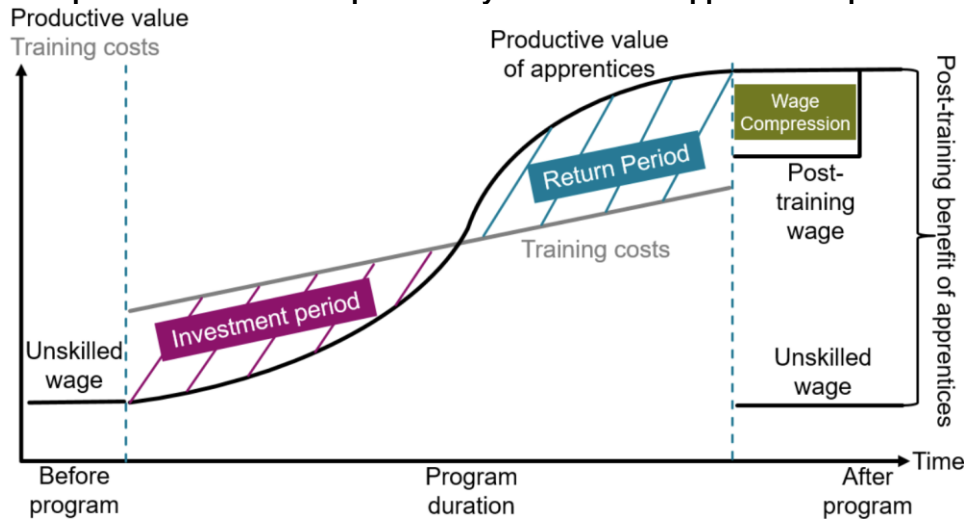 Productive value
Training costs
Productive value
of apprentices
Wage
Compression
Return Period
Post-
training
wage
Training costs
Investment period
Unskilled
wage
Unskilled
wage
Post-training benefit of apprentices
Time
Before
program
Program
duration
After
program